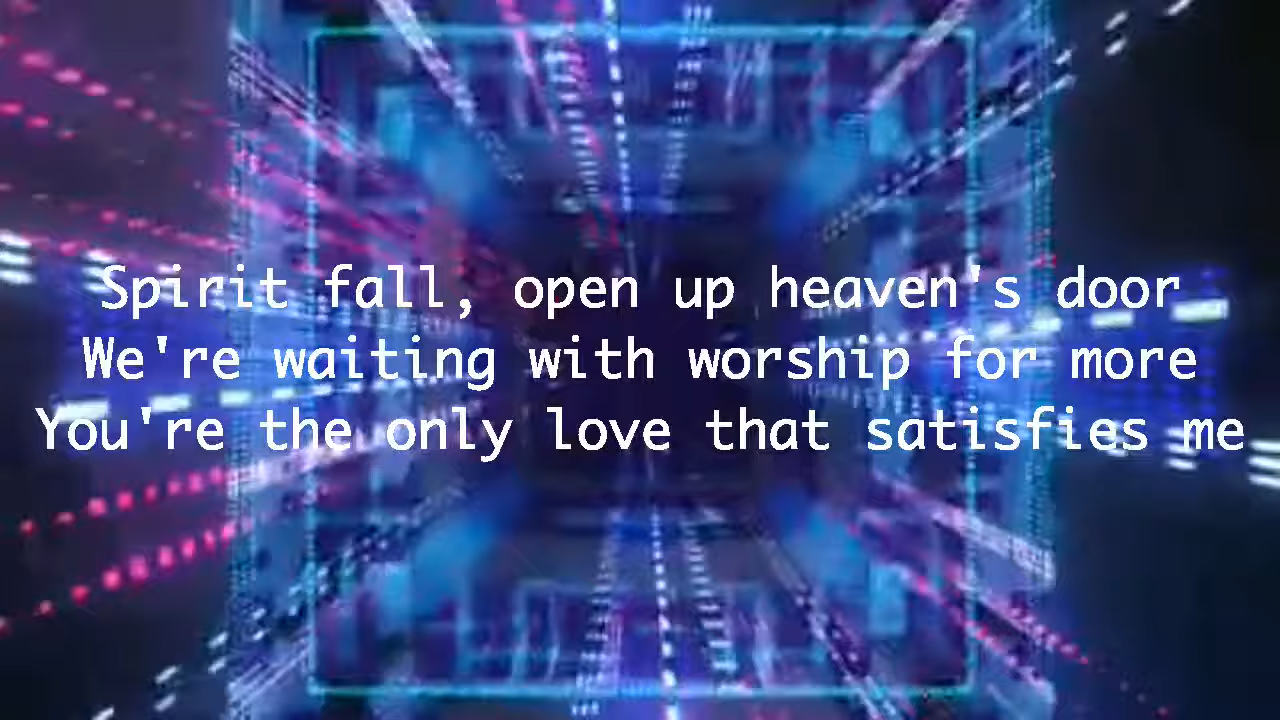 Spirit fall, open up heaven's door
We're waiting with worship for more
You're the only love that satisfies me